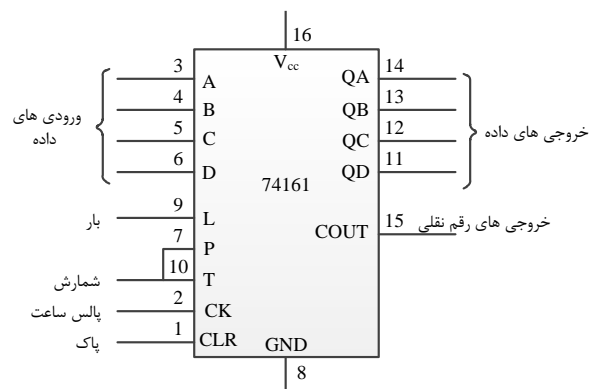 16
Vcc
3
A
QA
14
4
B
QB
13
ورودی های
داده
خروجی های داده
5
C
QC
12
6
D
QD
11
74161
بار
9
L
7
P
COUT
15
خروجی های رقم نقلی
شمارش
10
T
پالس ساعت
2
CK
پاک
1
CLR
GND
8